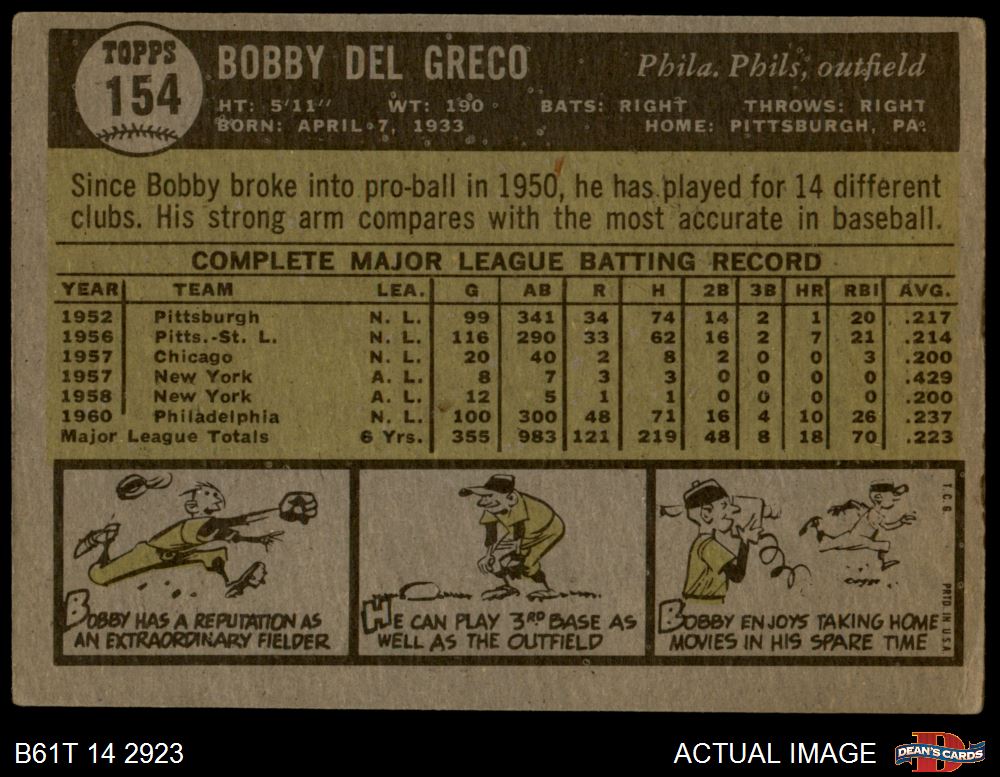 TOPPS
154
BOBBY DEL GRECO
Phila. Phils, outfield
HT: 5'11" WT: 190 BATS: RIGHT THROWS: RIGHT
BORN: APRIL 7, 1933 HOME: PITTSBURGH, PA.
Since Bobby broke into pro-ball in 1950, he has played for 14 different
clubs. His strong arm compares with the most accurate in baseball.
COMPLETE MAJOR LEAGUE BATTING RECORD
YEAR TEAM LEA. G AB R H 2B 3B HR RBI AVG.
1952 Pittsburgh N. L. 99 341 34 74 14 2 1 20 .217
1956 Pitts.-St. L. N. L. 116 290 33 62 16 2 7 21 .214
1957 Chicago N. L. 20 40 2 8 2 0 0 3 .200
1957 New York A. L. 8 7 3 3 0 0 0 0 .429
1958 New York A. L. 12 5 1 1 0 0 0 0 .200
1960 Philadelphia N. L. 100 300 48 71 16 4 10 26 .237
Major League Totals 6 Yrs. 355 983 121 219 48 8 18 70 .223
BOBBY HAS A REPUTATION AS
AN EXTRAORDINARY FIELDER
HE CAN PLAY 3RD BASE AS
WELL AS THE OUTFIELD
BOBBY ENJOYS TAKING HOME
MOVIES IN HIS SPARE TIME
T.C.G. PRTD. IN U.S.A.
B61T 14 2923
ACTUAL IMAGE
D
DEAN'S CARDS